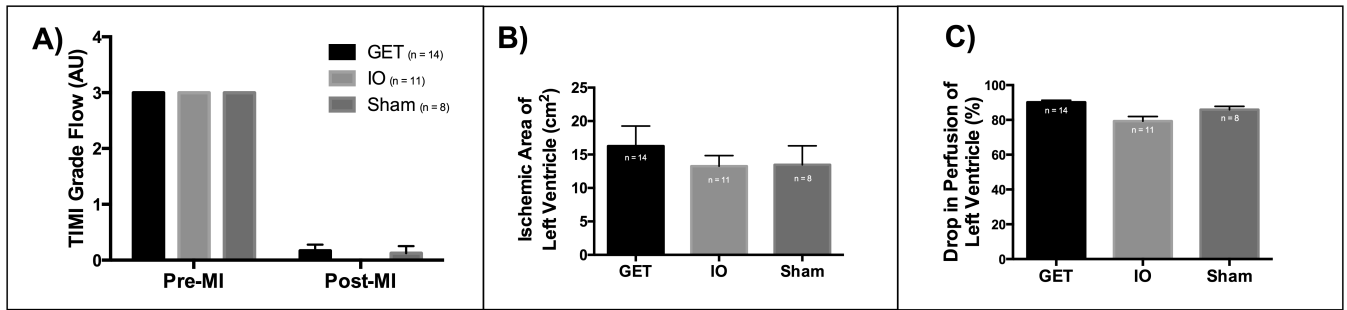 A)
TIMI Grade Flow (AU)
4
3
2
1
0
GET (n = 14)
IO (n = 11)
Sham (n = 8)
Pre-MI
Post-MI
B)
Ischemic Area of
Left Ventricle (cm²)
25
20
15
10
5
0
n = 14
n = 11
n = 8
GET
IO
Sham
C)
Drop in Perfusion of
Left Ventricle (%)
100
80
60
40
20
0
n = 14
n = 11
n = 8
GET
IO
Sham